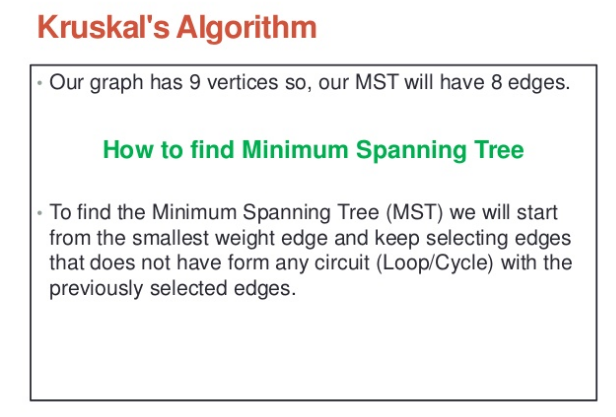 Kruskal's Algorithm
• Our graph has 9 vertices so, our MST will have 8 edges.
How to find Minimum Spanning Tree
• To find the Minimum Spanning Tree (MST) we will start
from the smallest weight edge and keep selecting edges
that does not have form any circuit (Loop/Cycle) with the
previously selected edges.